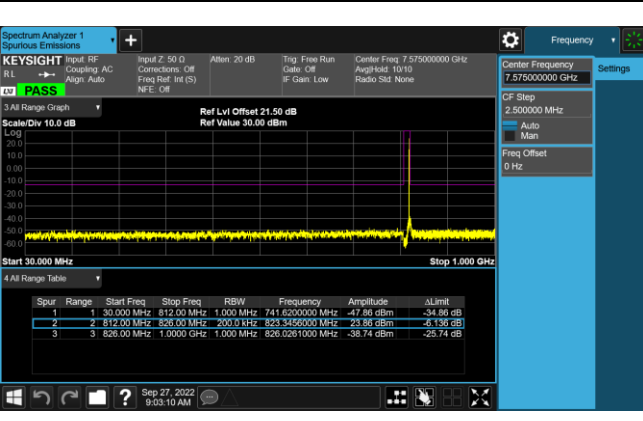 Spectrum Analyzer 1
Spurious Emissions
+
Frequency
KEYSIGHT
R L
LXI PASS
Input: RF
Coupling: AC
Align: Auto
Input Z: 50 Ω
Corrections: Off
Freq Ref: Int (S)
NFE: Off
Atten: 20 dB
Trig: Free Run
Gate: Off
IF Gain: Low
Center Freq: 7.575000000 GHz
Avg|Hold: 10/10
Radio Std: None
Center Frequency
7.575000000 GHz
Settings
CF Step
2.500000 MHz
Auto
Man
Freq Offset
0 Hz
3 All Range Graph
Scale/Div 10.0 dB
Ref Lvl Offset 21.50 dB
Ref Value 30.00 dBm
Log
20.0
10.0
0.00
-10.0
-20.0
-30.0
-40.0
-50.0
-60.0
Start 30.000 MHz
Stop 1.000 GHz
4 All Range Table
Spur Range Start Freq Stop Freq RBW Frequency Amplitude ΔLimit
1 1 30.000 MHz 812.00 MHz 1.000 MHz 741.6200000 MHz -47.86 dBm -34.86 dB
2 2 812.00 MHz 826.00 MHz 200.0 kHz 823.3456000 MHz 23.86 dBm -6.136 dB
3 3 826.00 MHz 1.0000 GHz 1.000 MHz 826.0261000 MHz -38.74 dBm -25.74 dB
?
Sep 27, 2022
9:03:10 AM